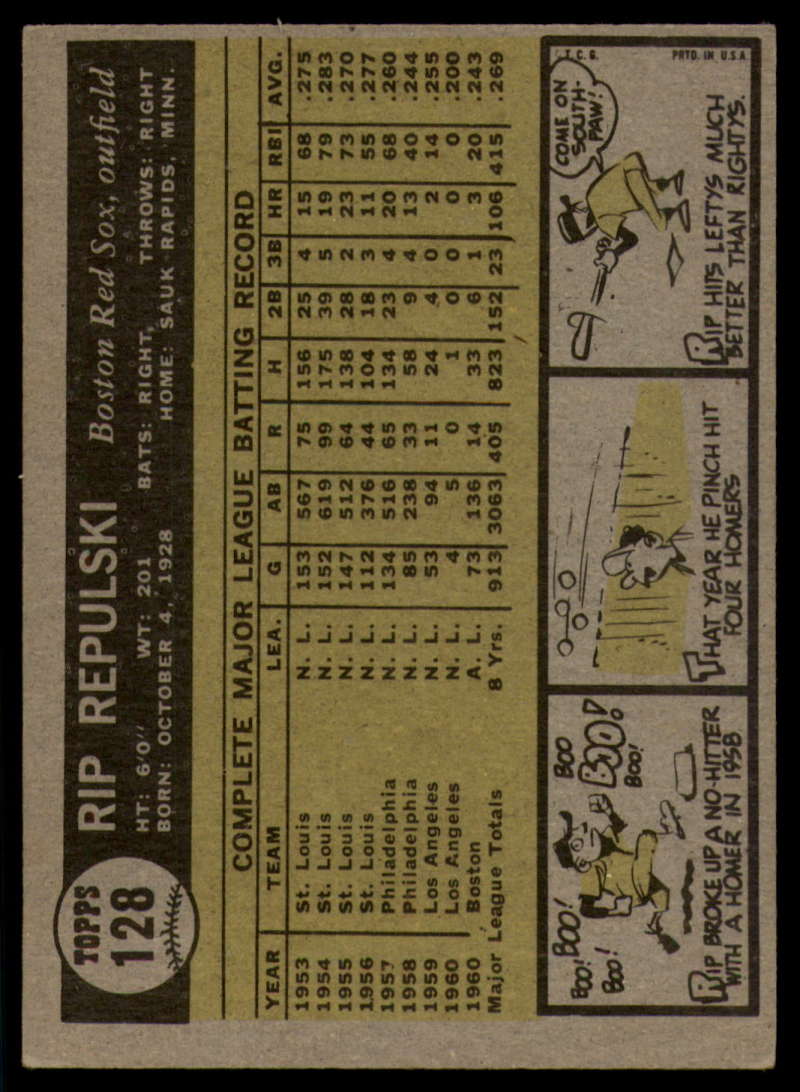 TOPPS
128
RIP REPULSKI Boston Red Sox, outfield
HT: 6'0" WT: 201 BATS: RIGHT, THROWS: RIGHT
BORN: OCTOBER 4, 1928 HOME: SAUK RAPIDS, MINN.
COMPLETE MAJOR LEAGUE BATTING RECORD
YEAR TEAM LEA. G AB R H 2B 3B HR RBI AVG.
1953 St. Louis N. L. 153 567 75 156 25 4 15 68 .275
1954 St. Louis N. L. 152 619 99 175 39 5 19 79 .283
1955 St. Louis N. L. 147 512 64 138 28 2 23 73 .270
1956 St. Louis N. L. 112 376 44 104 18 3 11 55 .277
1957 Philadelphia N. L. 134 516 65 134 23 4 20 68 .260
1958 Philadelphia N. L. 85 238 33 58 9 4 13 40 .244
1959 Los Angeles N. L. 53 94 11 24 4 0 2 14 .255
1960 Los Angeles N. L. 4 5 0 1 0 0 0 0 .200
1960 Boston A. L. 73 136 14 33 6 1 3 20 .243
Major League Totals 8 Yrs. 913 3063 405 823 152 23 106 415 .269
BOO! BOO! BOO! BOO BOO! BOO!
RIP BROKE UP A NO-HITTER
WITH A HOMER IN 1958
THAT YEAR HE PINCH HIT
FOUR HOMERS
T.C.G. PRTD. IN U.S.A
COME ON
SOUTH-
PAW!
RIP HITS LEFTYS MUCH
BETTER THAN RIGHTYS.